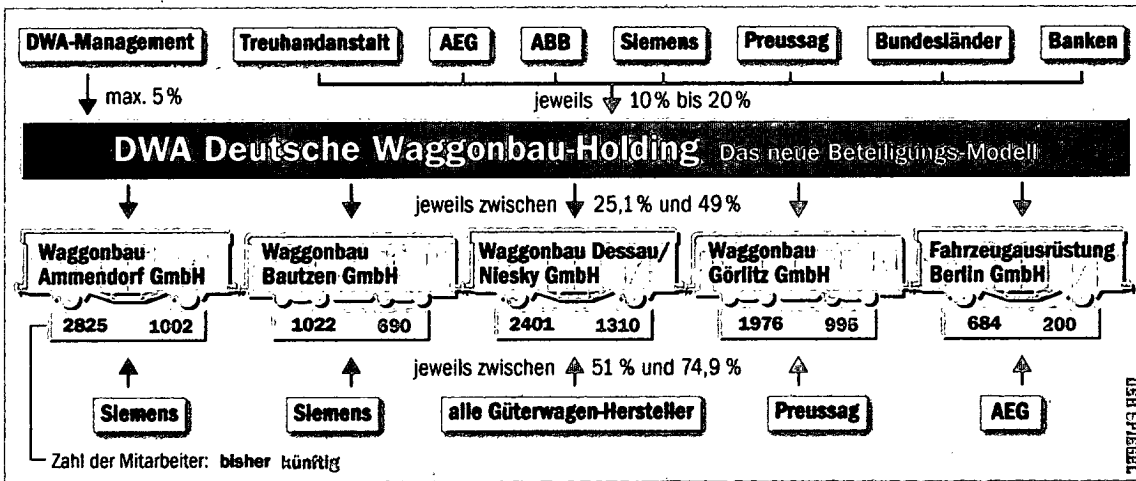 DWA-Management Treuhandanstalt AEG ABB Siemens Preussag Bundesländer Banken
max. 5% jeweils 10% bis 20%
DWA Deutsche Waggonbau-Holding Das neue Beteiligungs-Modell
jeweils zwischen 25,1% und 49%
Waggonbau Ammendorf GmbH
Waggonbau Bautzen GmbH
Waggonbau Dessau/
Niesky GmbH
Waggonbau Görlitz GmbH
Fahrzeugausrüstung
Berlin GmbH
2825 1002 1022 690 2401 1310 1976 995 684 200
jeweils zwischen 51% und 74,9%
Siemens Siemens alle Güterwagen-Hersteller Preussag AEG
Zahl der Mitarbeiter: bisher künftig
DER SPIEGEL